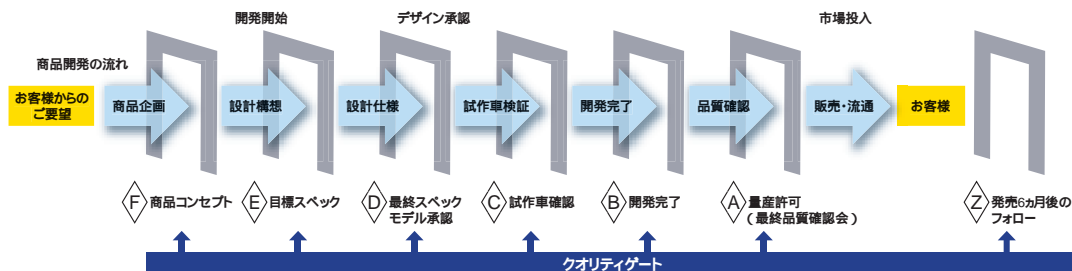 開発開始
デザイン承認
市場投入
商品開発の流れ
お客様からの
ご要望
商品企画
設計構想
設計仕様
試作車検証
開発完了
品質確認
販売・流通
お客様
F 商品コンセプト
E 目標スペック
D 最終スペック
モデル承認
C 試作車確認
B 開発完了
A 量産許可
（最終品質確認会）
Z 発売6ヵ月後の
フォロー
クオリティゲート